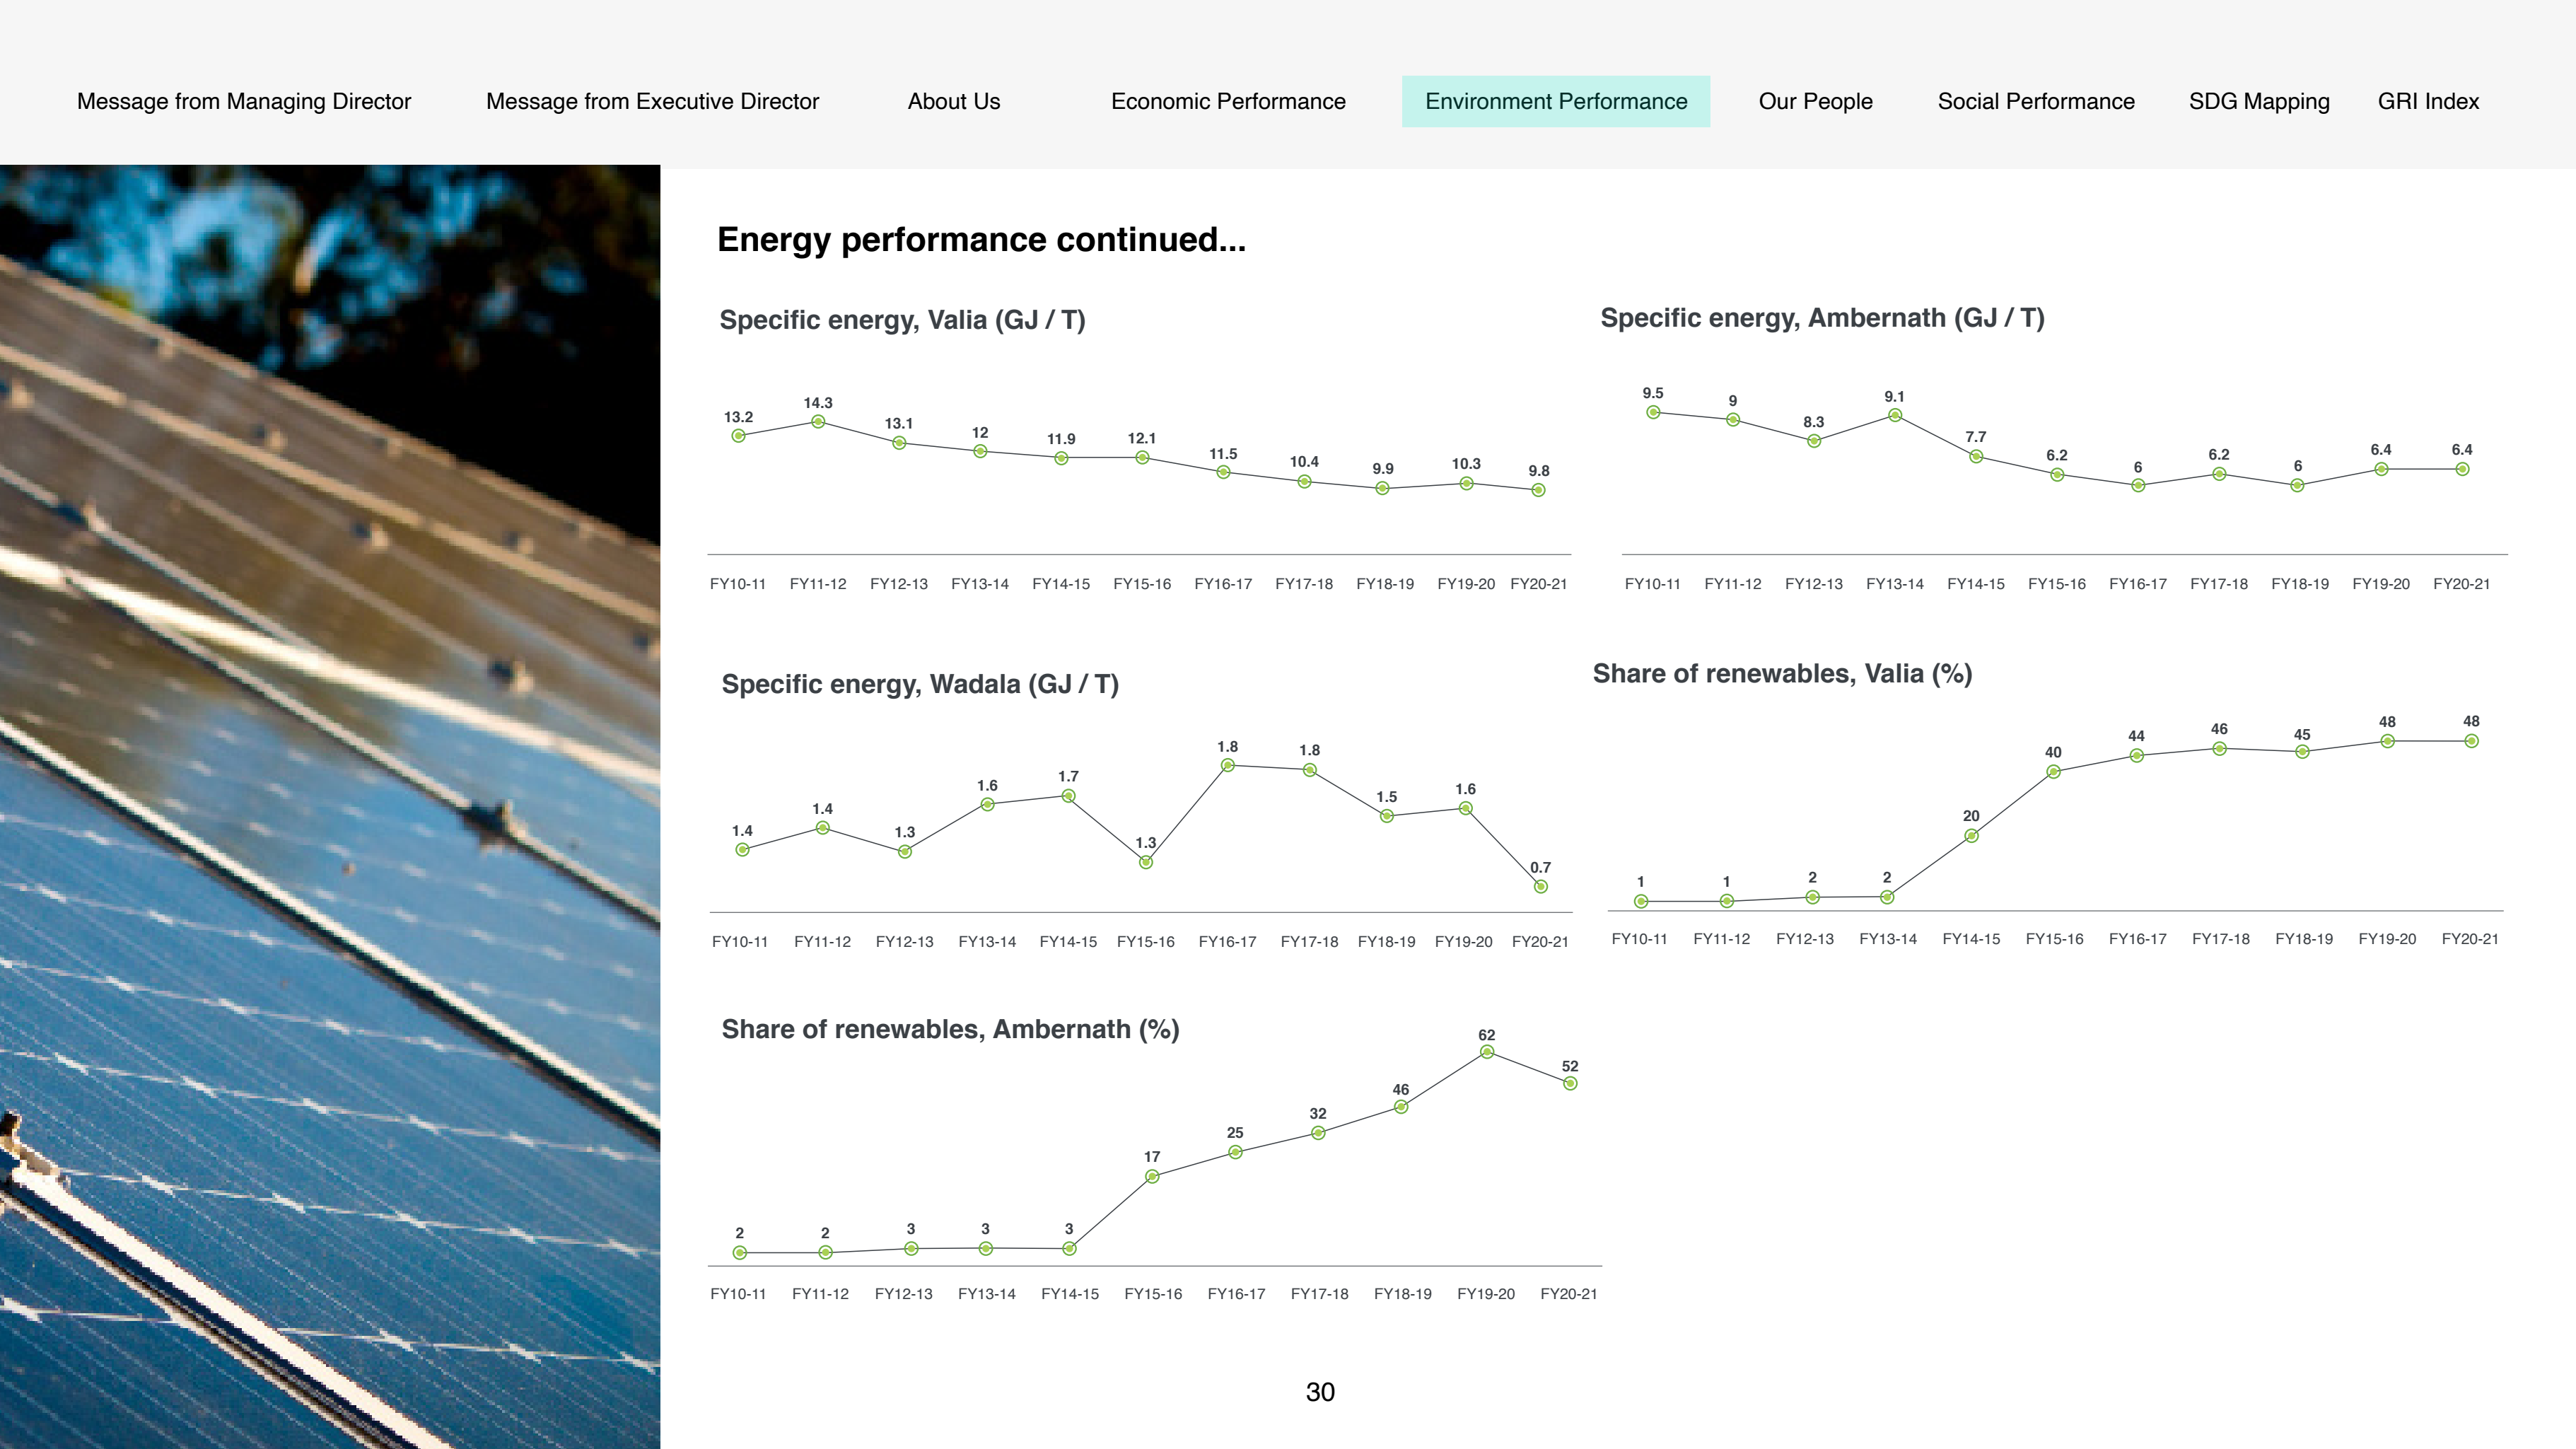 Message from Managing Director Message from Executive Director About Us Economic Performance Environment Performance Our People Social Performance SDG Mapping GRI Index
Energy performance continued...
Specific energy, Valia (GJ / T)
13.2 14.3 13.1 12 11.9 12.1 11.5 10.4 9.9 10.3 9.8
FY10-11 FY11-12 FY12-13 FY13-14 FY14-15 FY15-16 FY16-17 FY17-18 FY18-19 FY19-20 FY20-21
Specific energy, Ambernath (GJ / T)
9.5 9 8.3 9.1 7.7 6.2 6 6.2 6 6.4 6.4
FY10-11 FY11-12 FY12-13 FY13-14 FY14-15 FY15-16 FY16-17 FY17-18 FY18-19 FY19-20 FY20-21
Specific energy, Wadala (GJ / T)
1.4 1.4 1.3 1.6 1.7 1.3 1.8 1.8 1.5 1.6 0.7
FY10-11 FY11-12 FY12-13 FY13-14 FY14-15 FY15-16 FY16-17 FY17-18 FY18-19 FY19-20 FY20-21
Share of renewables, Valia (%)
1 1 2 2 20 40 44 46 45 48 48
FY10-11 FY11-12 FY12-13 FY13-14 FY14-15 FY15-16 FY16-17 FY17-18 FY18-19 FY19-20 FY20-21
Share of renewables, Ambernath (%)
2 2 3 3 3 17 25 32 46 62 52
FY10-11 FY11-12 FY12-13 FY13-14 FY14-15 FY15-16 FY16-17 FY17-18 FY18-19 FY19-20 FY20-21
30